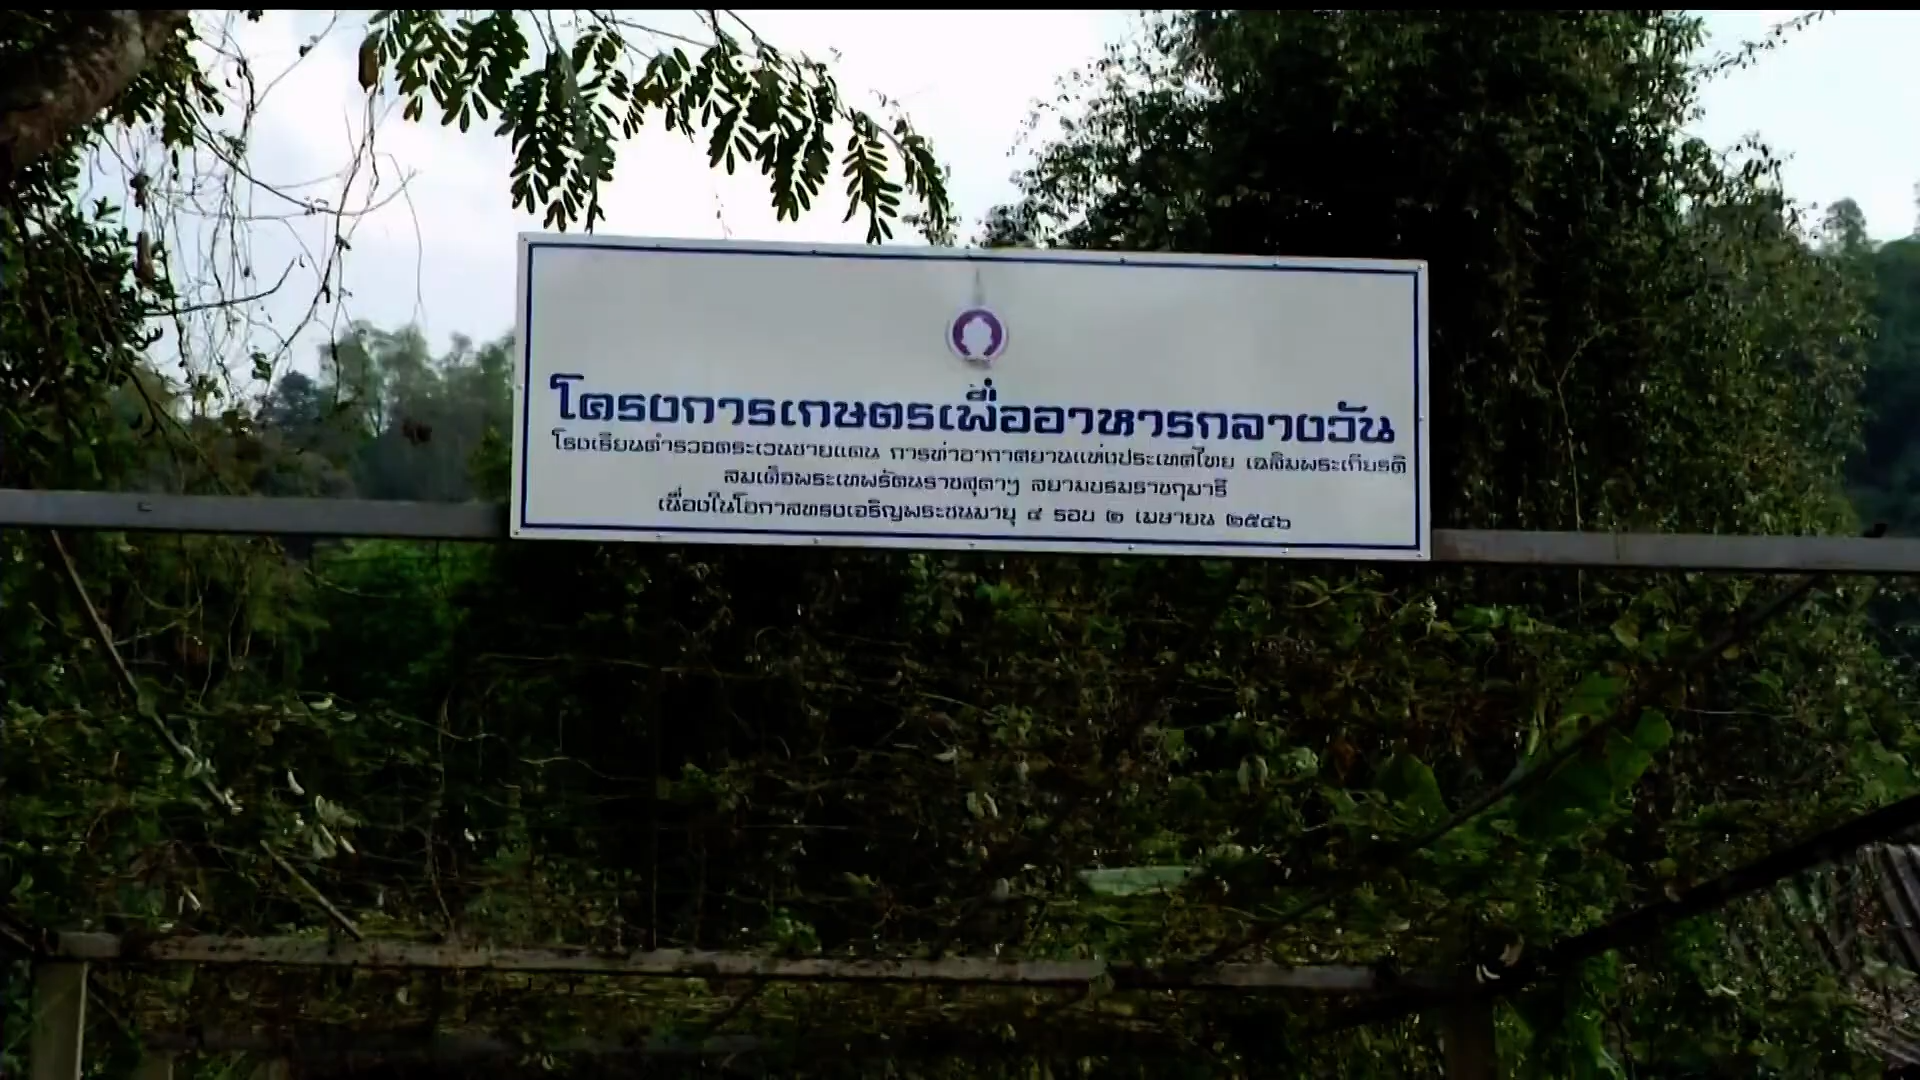 โครงการเกษตรเพื่ออาหารกลางวัน
โรงเรียนตำรวจตระเวนชายแดน การท่าอากาศยานแห่งประเทศไทย เฉลิมพระเกียรติ
สมเด็จพระเทพรัตนราชสุดาฯ สยามบรมราชกุมารี
เนื่องในโอกาสทรงเจริญพระชนมายุ ๔ รอบ ๒ เมษายน ๒๕๔๖